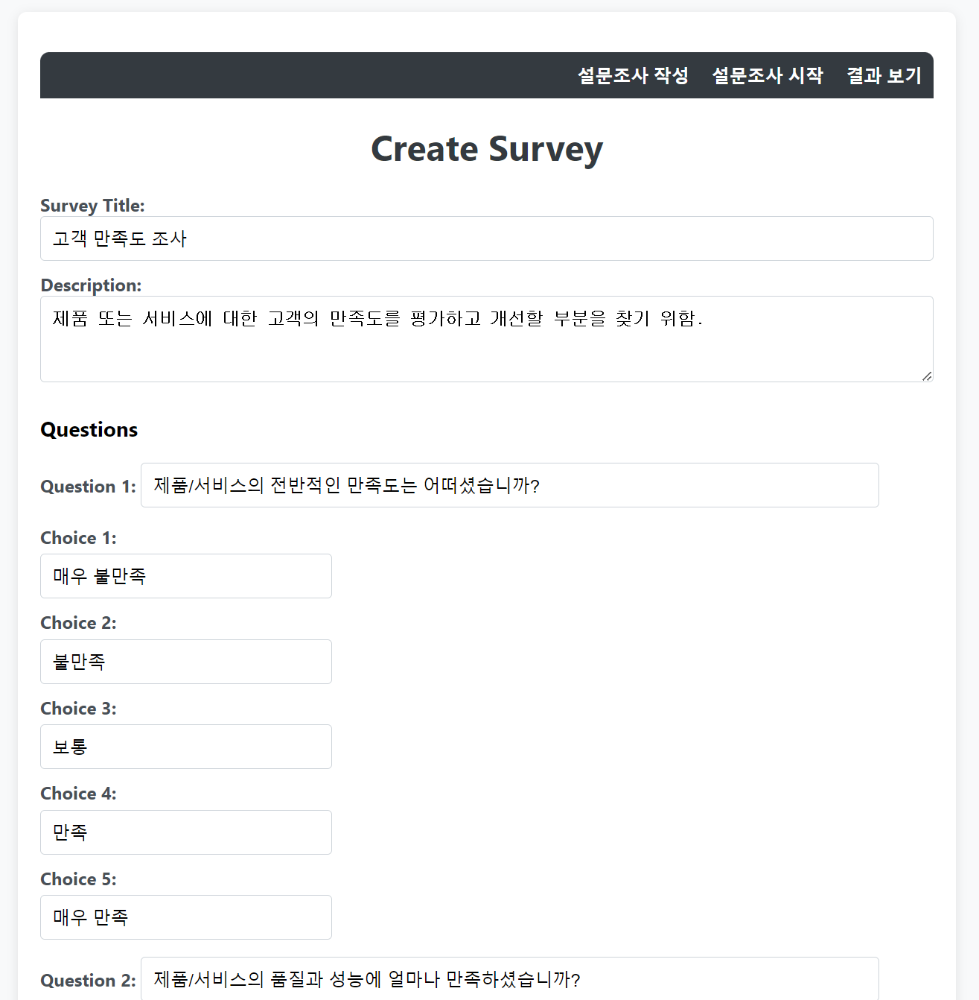 설문조사 작성 설문조사 시작 결과 보기
Create Survey
Survey Title:
고객 만족도 조사
Description:
제품 또는 서비스에 대한 고객의 만족도를 평가하고 개선할 부분을 찾기 위함.
Questions
Question 1: 제품/서비스의 전반적인 만족도는 어떠셨습니까?
Choice 1:
매우 불만족
Choice 2:
불만족
Choice 3:
보통
Choice 4:
만족
Choice 5:
매우 만족
Question 2: 제품/서비스의 품질과 성능에 얼마나 만족하셨습니까?